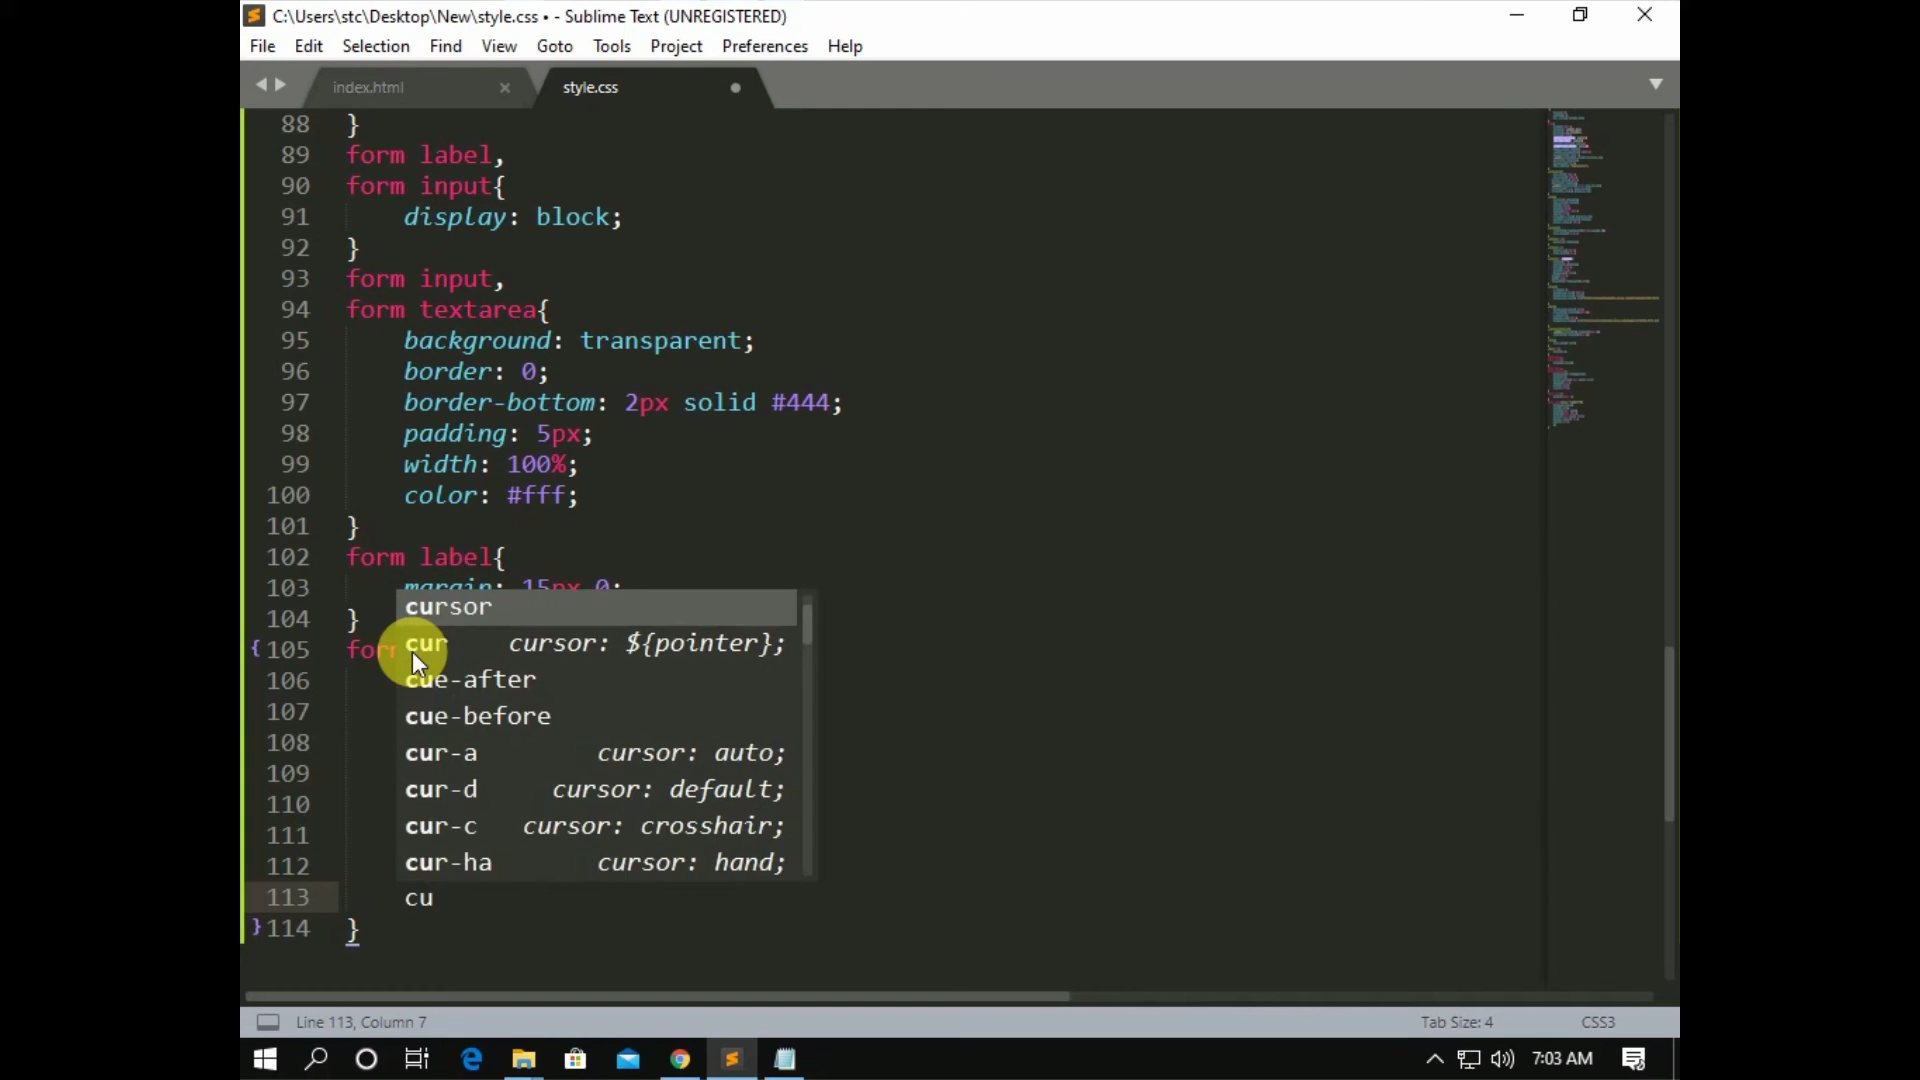 C:\Users\stc\Desktop\New\style.css • - Sublime Text (UNREGISTERED)
File Edit Selection Find View Goto Tools Project Preferences Help
index.html style.css
88 }
89 form label,
90 form input{
91 display: block;
92 }
93 form input,
94 form textarea{
95 background: transparent;
96 border: 0;
97 border-bottom: 2px solid #444;
98 padding: 5px;
99 width: 100%;
100 color: #fff;
101 }
102 form label{
103 margin: 15px 0;
cursor
104 }
{ 105 form
cur cursor: ${pointer};
106
cue-after
107
cue-before
108
cur-a cursor: auto;
109
cur-d cursor: default;
110
111
cur-c cursor: crosshair;
112
cur-ha cursor: hand;
113 cu
} 114 }
Line 113, Column 7 Tab Size: 4 CSS3
7:03 AM